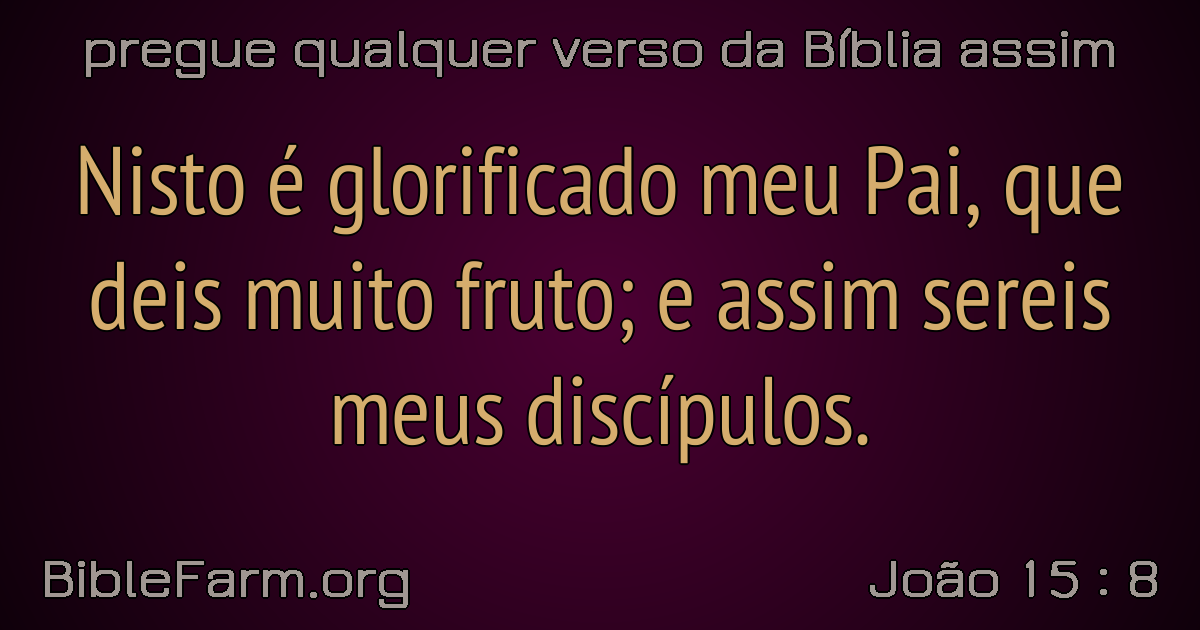 pregue qualquer verso da Bíblia assim
Nisto é glorificado meu Pai, que
deis muito fruto; e assim sereis
meus discípulos.
BibleFarm.org
João 15 : 8